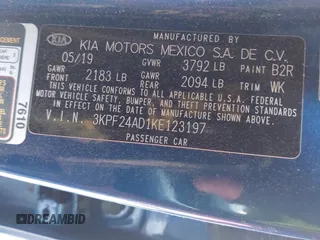 KIA MOTORS MEXICO S.A. DE C.V.
05/19 GVWR 3792 LB PAINT B2R
GAWR FRONT 2183 LB GAWR REAR 2094 LB TRIM WK
THIS VEHICLE CONFORMS TO ALL APPLICABLE U.S. FEDERAL MOTOR VEHICLE
SAFETY, BUMPER, AND THEFT PREVENTION STANDARDS IN
EFFECT ON THE DATE OF MANUFACTURE SHOWN ABOVE.
V.I.N. 3KPF24AD1KE123197
PASSENGER CAR
7610
DREAMBID